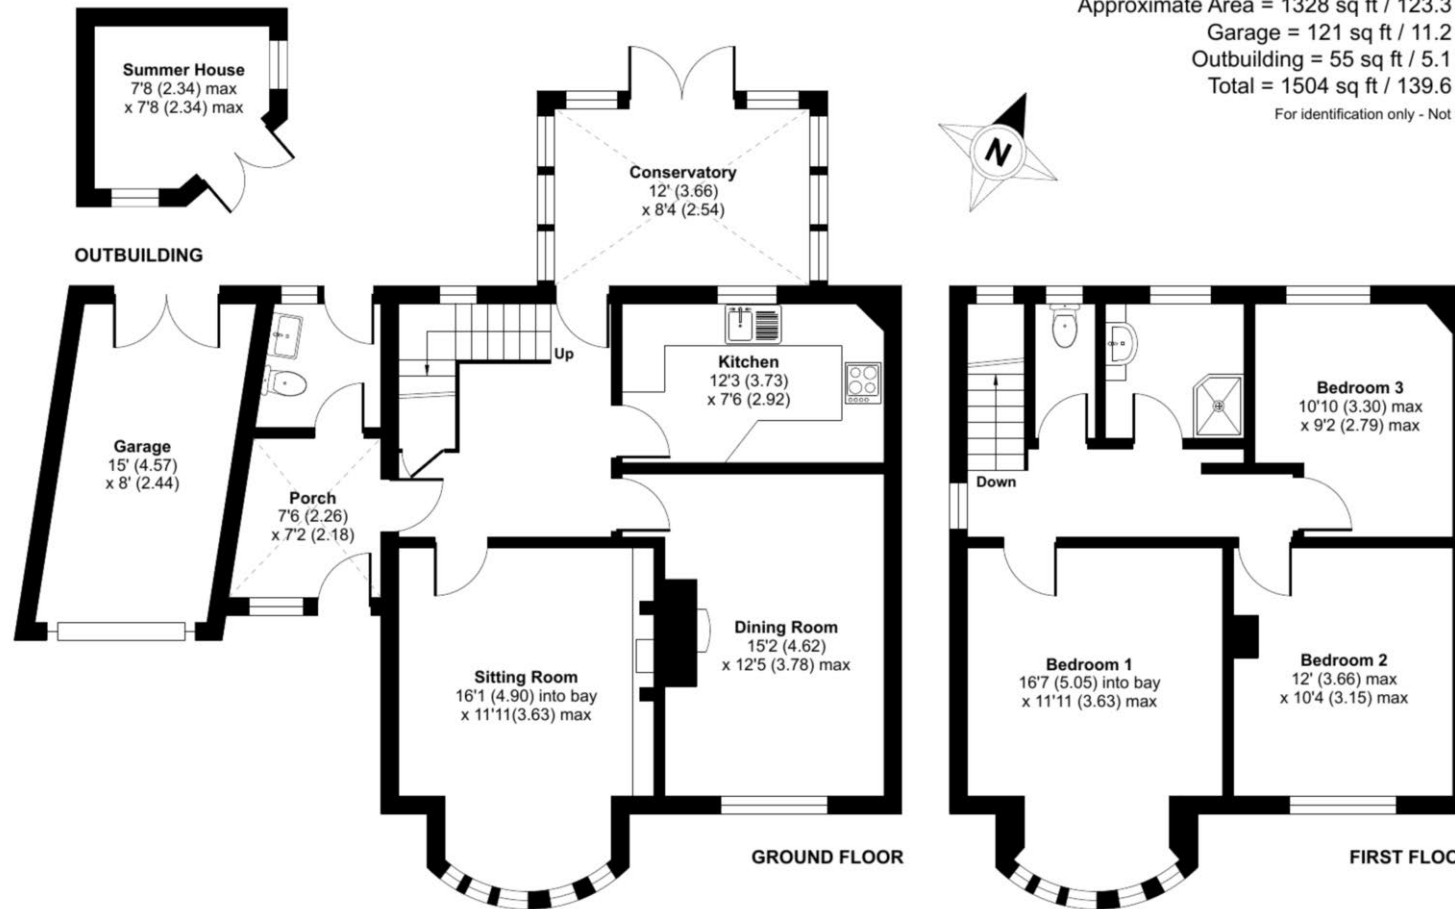 Approximate Area = 1328 sq ft / 123.3
Garage = 121 sq ft / 11.2
Outbuilding = 55 sq ft / 5.1
Total = 1504 sq ft / 139.6
For identification only - Not
N
Summer House
7'8 (2.34) max
x 7'8 (2.34) max
OUTBUILDING
Conservatory
12' (3.66)
x 8'4 (2.54)
Up
Kitchen
12'3 (3.73)
x 7'6 (2.92)
Garage
15' (4.57)
x 8' (2.44)
Porch
7'6 (2.26)
x 7'2 (2.18)
Sitting Room
16'1 (4.90) into bay
x 11'11(3.63) max
Dining Room
15'2 (4.62)
x 12'5 (3.78) max
GROUND FLOOR
Bedroom 3
10'10 (3.30) max
x 9'2 (2.79) max
Down
Bedroom 1
16'7 (5.05) into bay
x 11'11 (3.63) max
Bedroom 2
12' (3.66) max
x 10'4 (3.15) max
FIRST FLOO